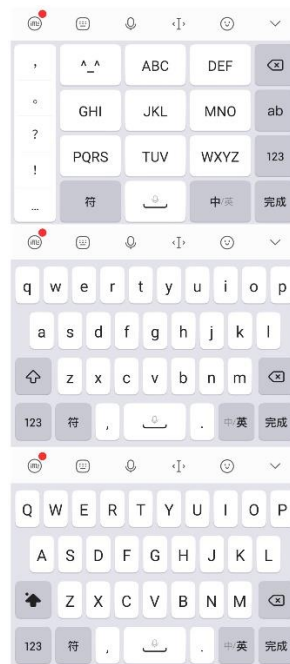 , ^_^ ABC DEF
。 GHI JKL MNO ab
?
! PQRS TUV WXYZ 123
... 符 中/英 完成
q w e r t y u i o p
a s d f g h j k l
z x c v b n m
123 符 , . 中/英 完成
Q W E R T Y U I O P
A S D F G H J K L
Z X C V B N M
123 符 , . 中/英 完成